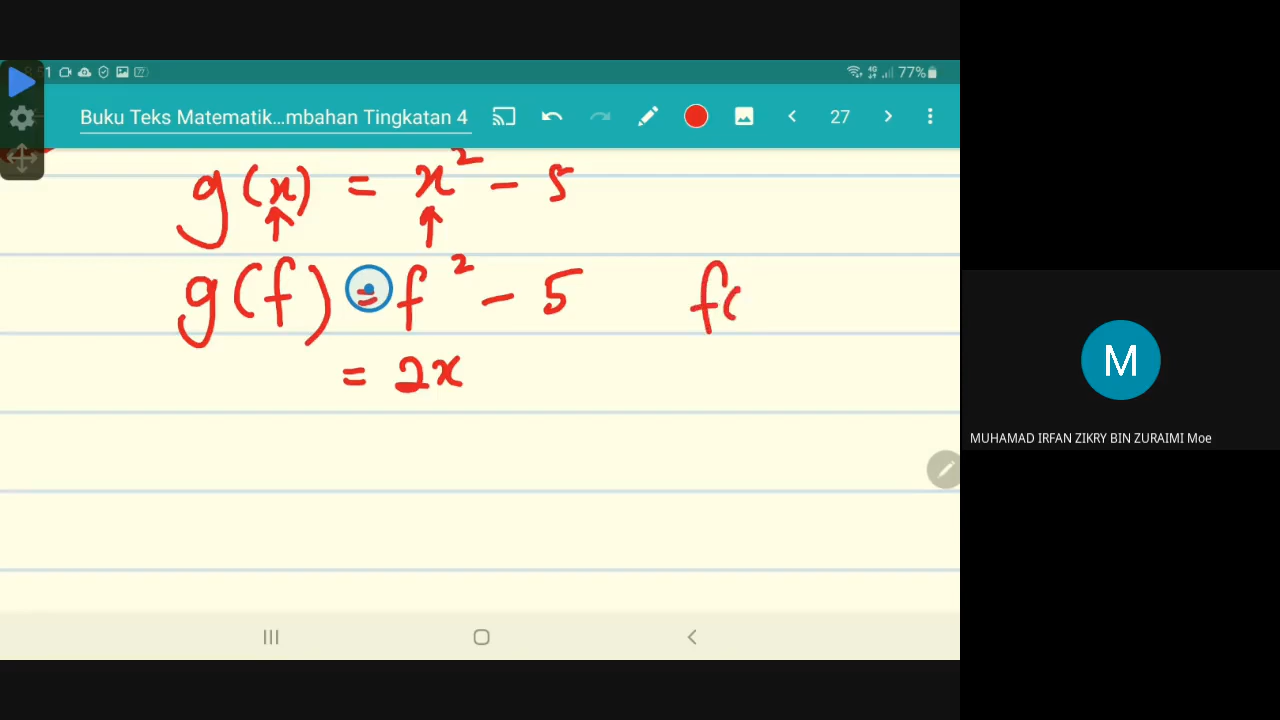 77%
Buku Teks Matematik...mbahan Tingkatan 4
27
g(x) = x² - 5
g(f) = f² - 5 f(
= 2x
M
MUHAMAD IRFAN ZIKRY BIN ZURAIMI Moe